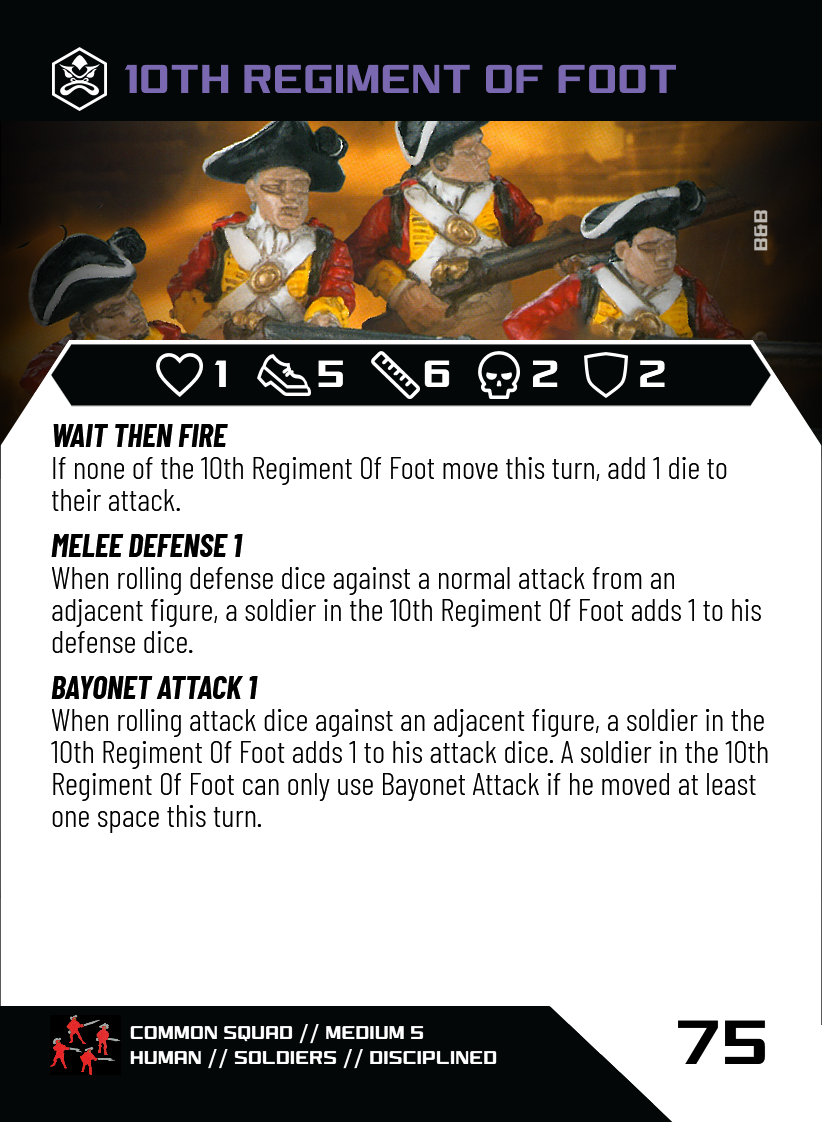 10TH REGIMENT OF FOOT
B&B
1 5 6 2 2
WAIT THEN FIRE
If none of the 10th Regiment Of Foot move this turn, add 1 die to
their attack.
MELEE DEFENSE 1
When rolling defense dice against a normal attack from an
adjacent figure, a soldier in the 10th Regiment Of Foot adds 1 to his
defense dice.
BAYONET ATTACK 1
When rolling attack dice against an adjacent figure, a soldier in the
10th Regiment Of Foot adds 1 to his attack dice. A soldier in the 10th
Regiment Of Foot can only use Bayonet Attack if he moved at least
one space this turn.
COMMON SQUAD // MEDIUM 5
HUMAN // SOLDIERS // DISCIPLINED
75